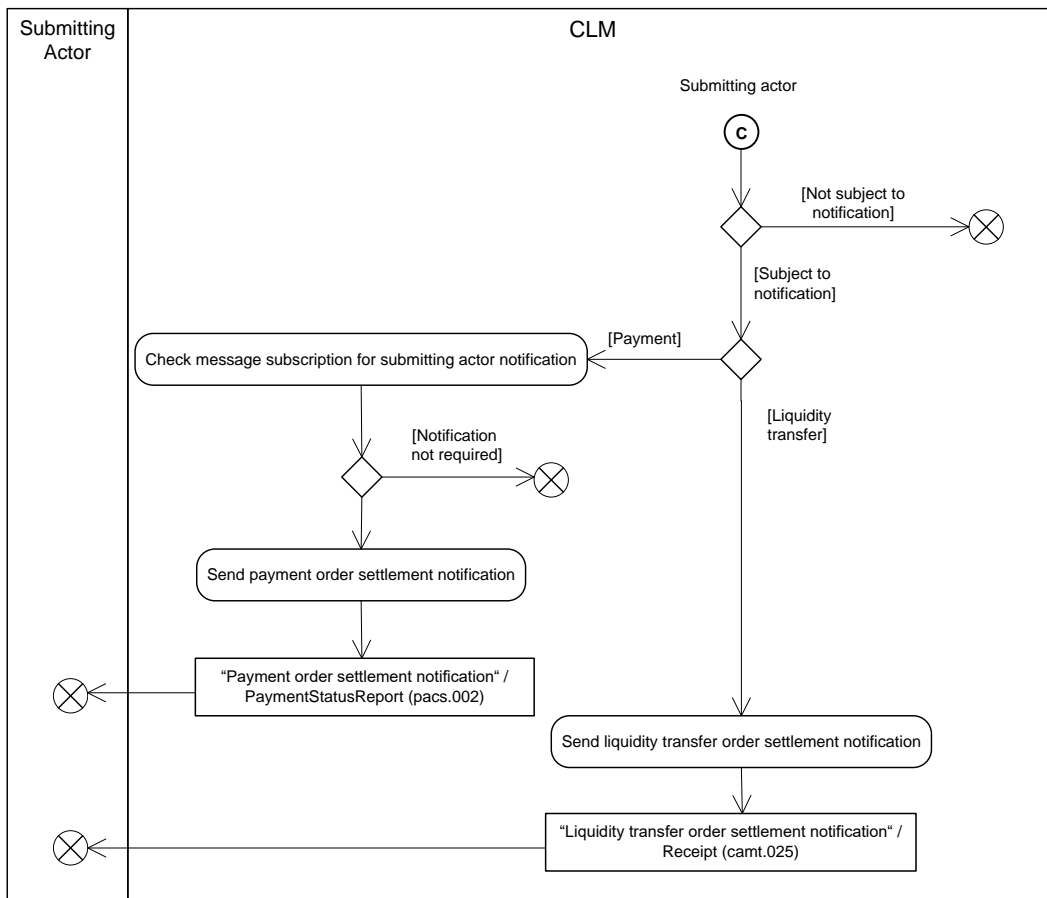 Submitting
Actor
CLM
Submitting actor
C
[Not subject to
notification]
[Subject to
notification]
[Payment]
Check message subscription for submitting actor notification
[Liquidity
transfer]
[Notification
not required]
Send payment order settlement notification
“Payment order settlement notification“ /
PaymentStatusReport (pacs.002)
Send liquidity transfer order settlement notification
“Liquidity transfer order settlement notification“ /
Receipt (camt.025)